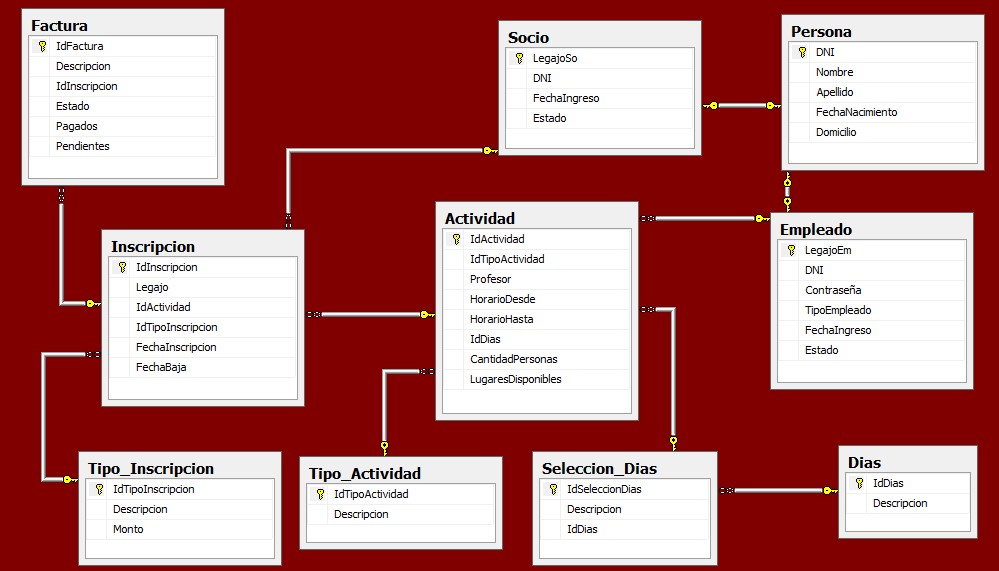 Factura
IdFactura
Descripcion
IdInscripcion
Estado
Pagados
Pendientes
Socio
LegajoSo
DNI
FechaIngreso
Estado
Persona
DNI
Nombre
Apellido
FechaNacimiento
Domicilio
Inscripcion
IdInscripcion
Legajo
IdActividad
IdTipoInscripcion
FechaInscripcion
FechaBaja
Actividad
IdActividad
IdTipoActividad
Profesor
HorarioDesde
HorarioHasta
IdDias
CantidadPersonas
LugaresDisponibles
Empleado
LegajoEm
DNI
Contraseña
TipoEmpleado
FechaIngreso
Estado
Tipo_Inscripcion
IdTipoInscripcion
Descripcion
Monto
Tipo_Actividad
IdTipoActividad
Descripcion
Seleccion_Dias
IdSeleccionDias
Descripcion
IdDias
Dias
IdDias
Descripcion